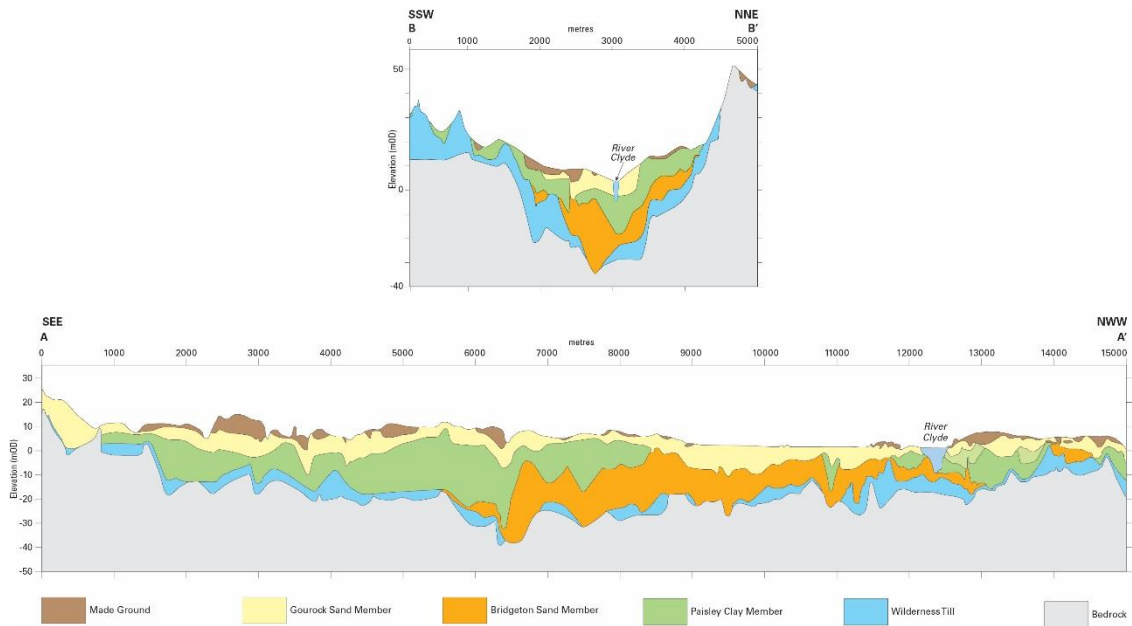 SSW
NNE
B
metres
B'
0
1000
2000
3000
4000
5000
50
Elevation (mOD)
0
-40
River
Clyde
SEE
NWW
A
metres
A'
0
1000
2000
3000
4000
5000
6000
7000
8000
9000
10000
11000
12000
13000
14000
15000
30
20
10
0
-10
-20
-30
-40
-50
Elevation (mOD)
River
Clyde
Made Ground
Gourock Sand Member
Bridgeton Sand Member
Paisley Clay Member
Wilderness Till
Bedrock